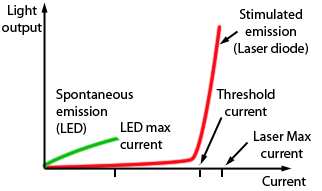 Light
output
Stimulated
emission
(Laser diode)
Spontaneous
emission
(LED)
LED max
current
Threshold
current
Laser Max
current
Current